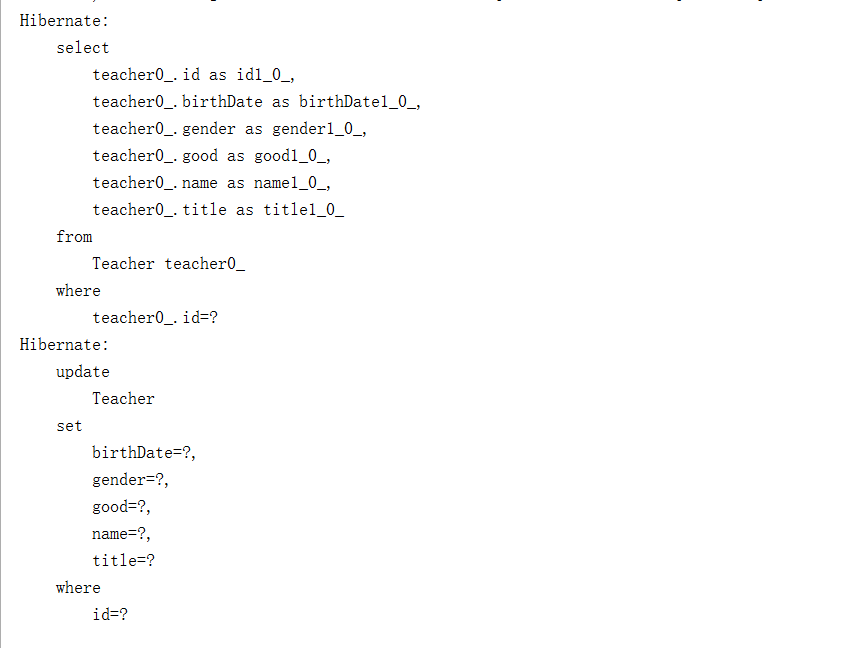 Hibernate:
select
teacher0_.id as id1_0_,
teacher0_.birthDate as birthDate1_0_,
teacher0_.gender as gender1_0_,
teacher0_.good as good1_0_,
teacher0_.name as name1_0_,
teacher0_.title as title1_0_
from
Teacher teacher0_
where
teacher0_.id=?
Hibernate:
update
Teacher
set
birthDate=?,
gender=?,
good=?,
name=?,
title=?
where
id=?